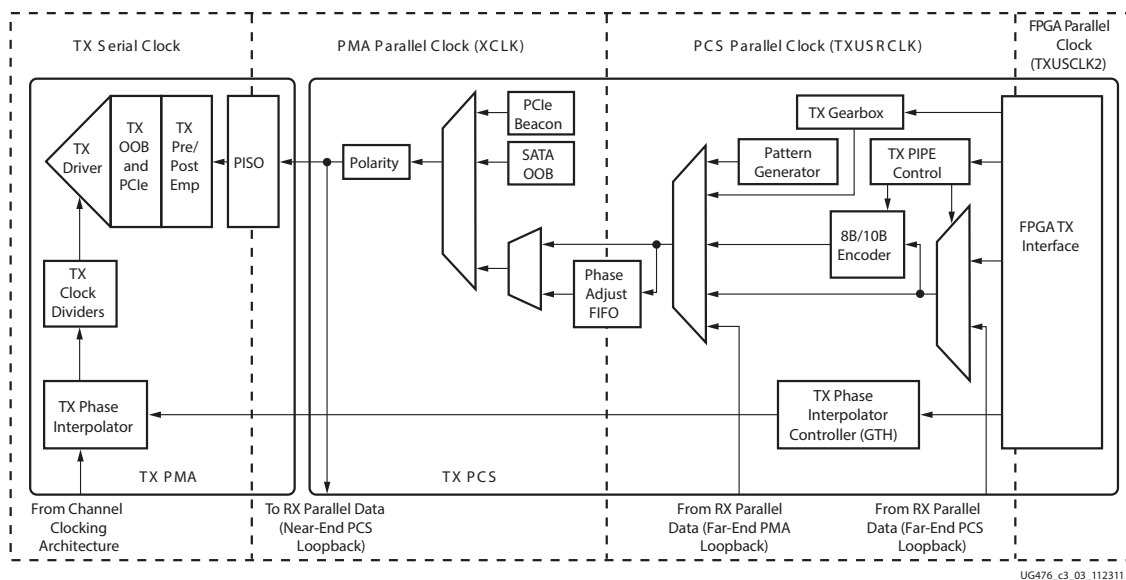 TX Serial Clock
PMA Parallel Clock (XCLK)
PCS Parallel Clock (TXUSRCLK)
FPGA Parallel
Clock
(TXUSCLK2)
TX
Driver
TX
OOB
and
PCIe
TX
Pre/
Post
Emp
PISO
Polarity
PCIe
Beacon
SATA
OOB
TX Gearbox
Pattern
Generator
TX PIPE
Control
FPGA TX
Interface
8B/10B
Encoder
Phase
Adjust
FIFO
TX
Clock
Dividers
TX Phase
Interpolator
TX Phase
Interpolator
Controller (GTH)
TX PMA
TX PCS
From Channel
Clocking
Architecture
To RX Parallel Data
(Near-End PCS
Loopback)
From RX Parallel
Data (Far-End PMA
Loopback)
From RX Parallel
Data (Far-End PCS
Loopback)
UG476_c3_03_112311